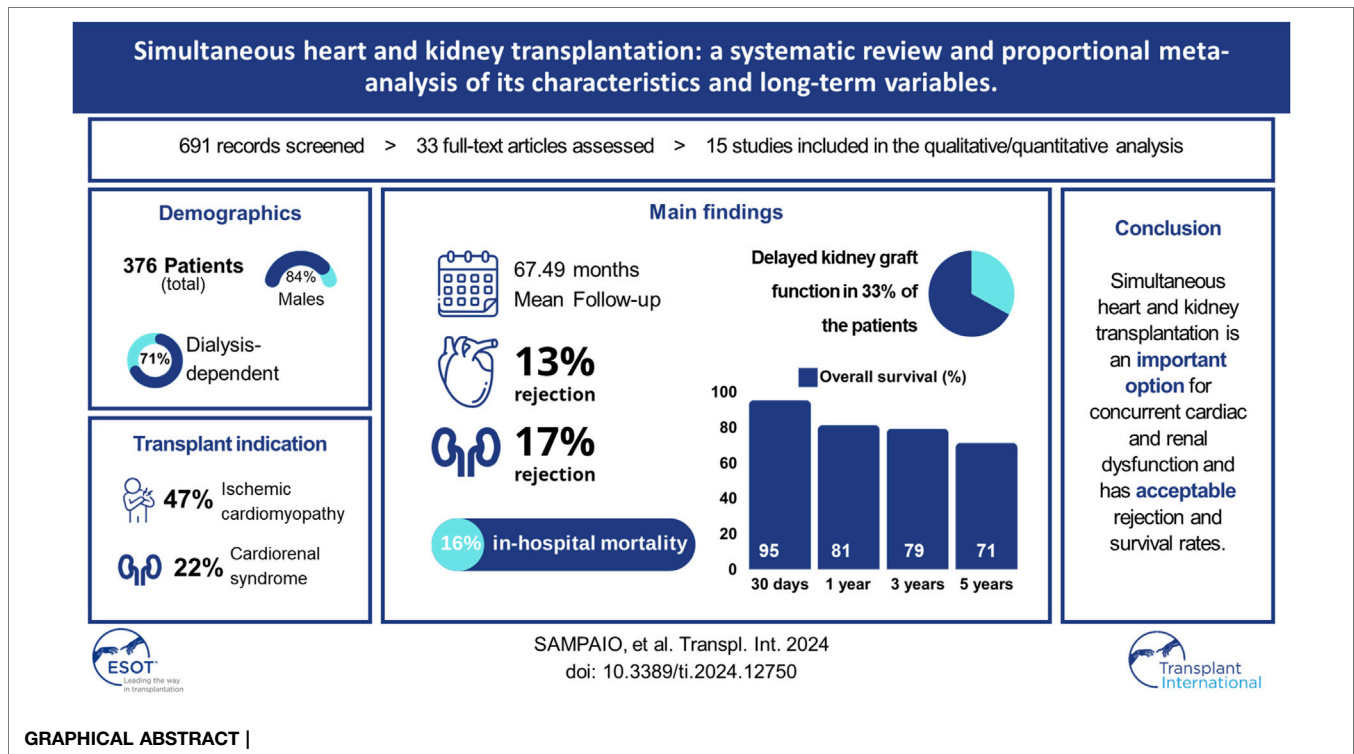 Simultaneous heart and kidney transplantation: a systematic review and proportional meta-
analysis of its characteristics and long-term variables.
691 records screened > 33 full-text articles assessed > 15 studies included in the qualitative/quantitative analysis
Demographics
376 Patients
(total)
84%
Males
71%
Dialysis-
dependent
Transplant indication
47%
Ischemic
cardiomyopathy
22%
Cardiorenal
syndrome
Main findings
67.49 months
Mean Follow-up
13%
rejection
17%
rejection
16% in-hospital mortality
Delayed kidney graft
function in 33% of
the patients
Overall survival (%)
100
80
60
40
20
0
95
81
79
71
30 days
1 year
3 years
5 years
Conclusion
Simultaneous
heart and kidney
transplantation is
an important
option for
concurrent cardiac
and renal
dysfunction and
has acceptable
rejection and
survival rates.
ESOT
Leading the way
in transplantation
SAMPAIO, et al. Transpl. Int. 2024
doi: 10.3389/ti.2024.12750
Transplant
International
GRAPHICAL ABSTRACT |